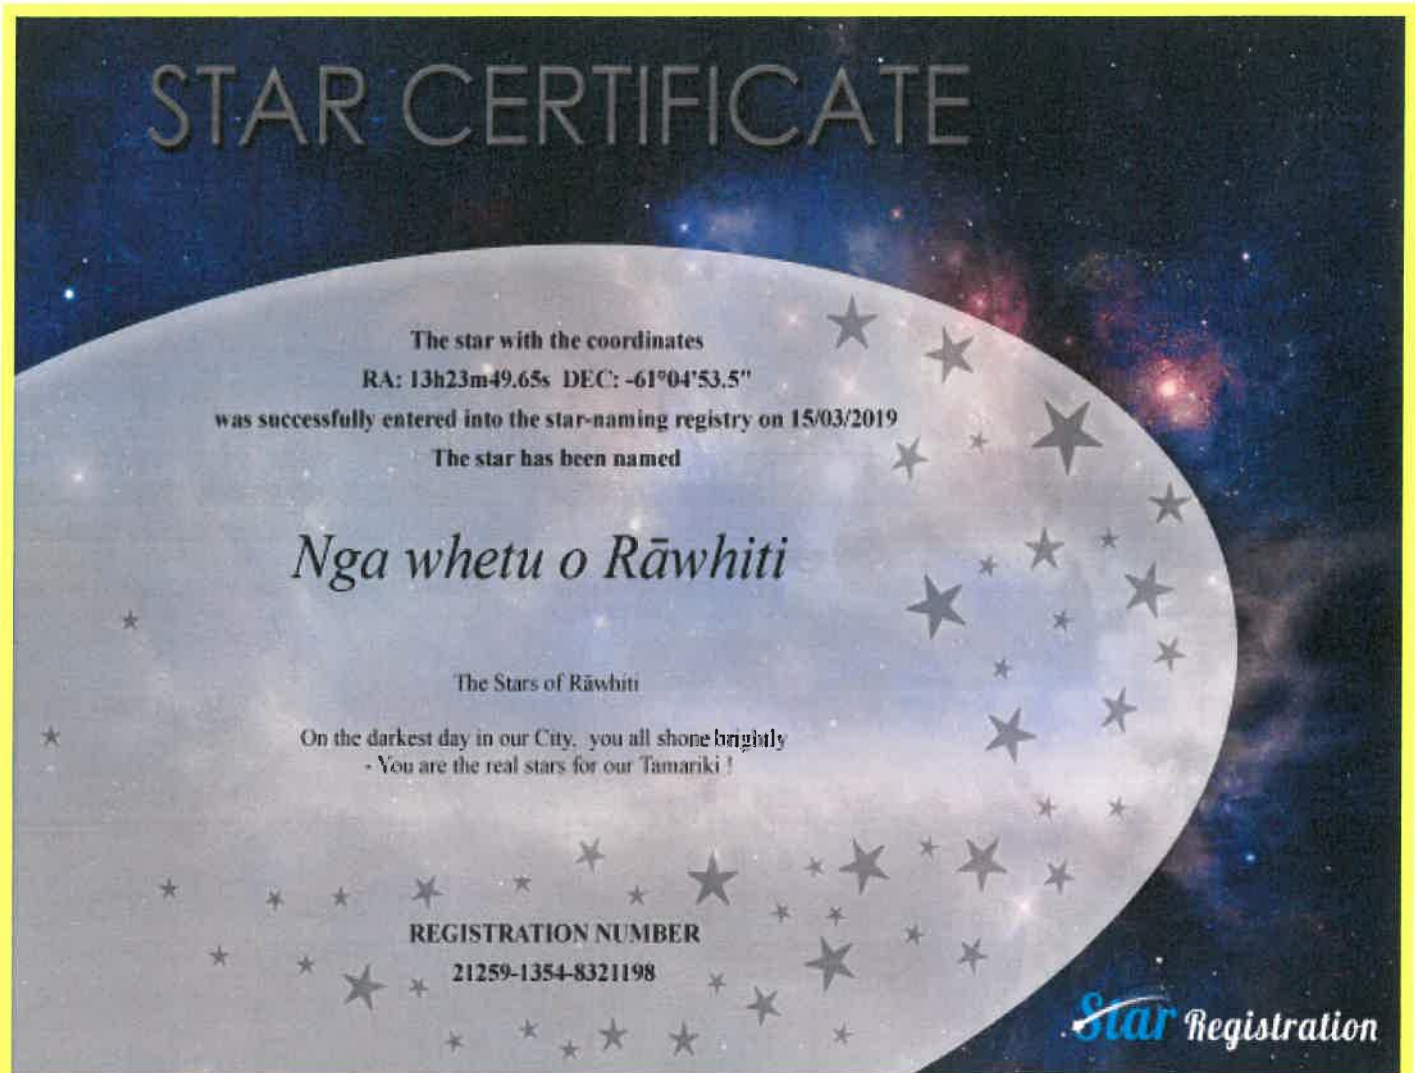 STAR CERTIFICATE
The star with the coordinates
RA: 13h23m49.65s DEC: -61°04'53.5"
was successfully entered into the star-naming registry on 15/03/2019
The star has been named
Nga whetu o Rāwhiti
The Stars of Rāwhiti
On the darkest day in our City, you all shone brightly
- You are the real stars for our Tamariki !
REGISTRATION NUMBER
21259-1354-8321198
Star Registration